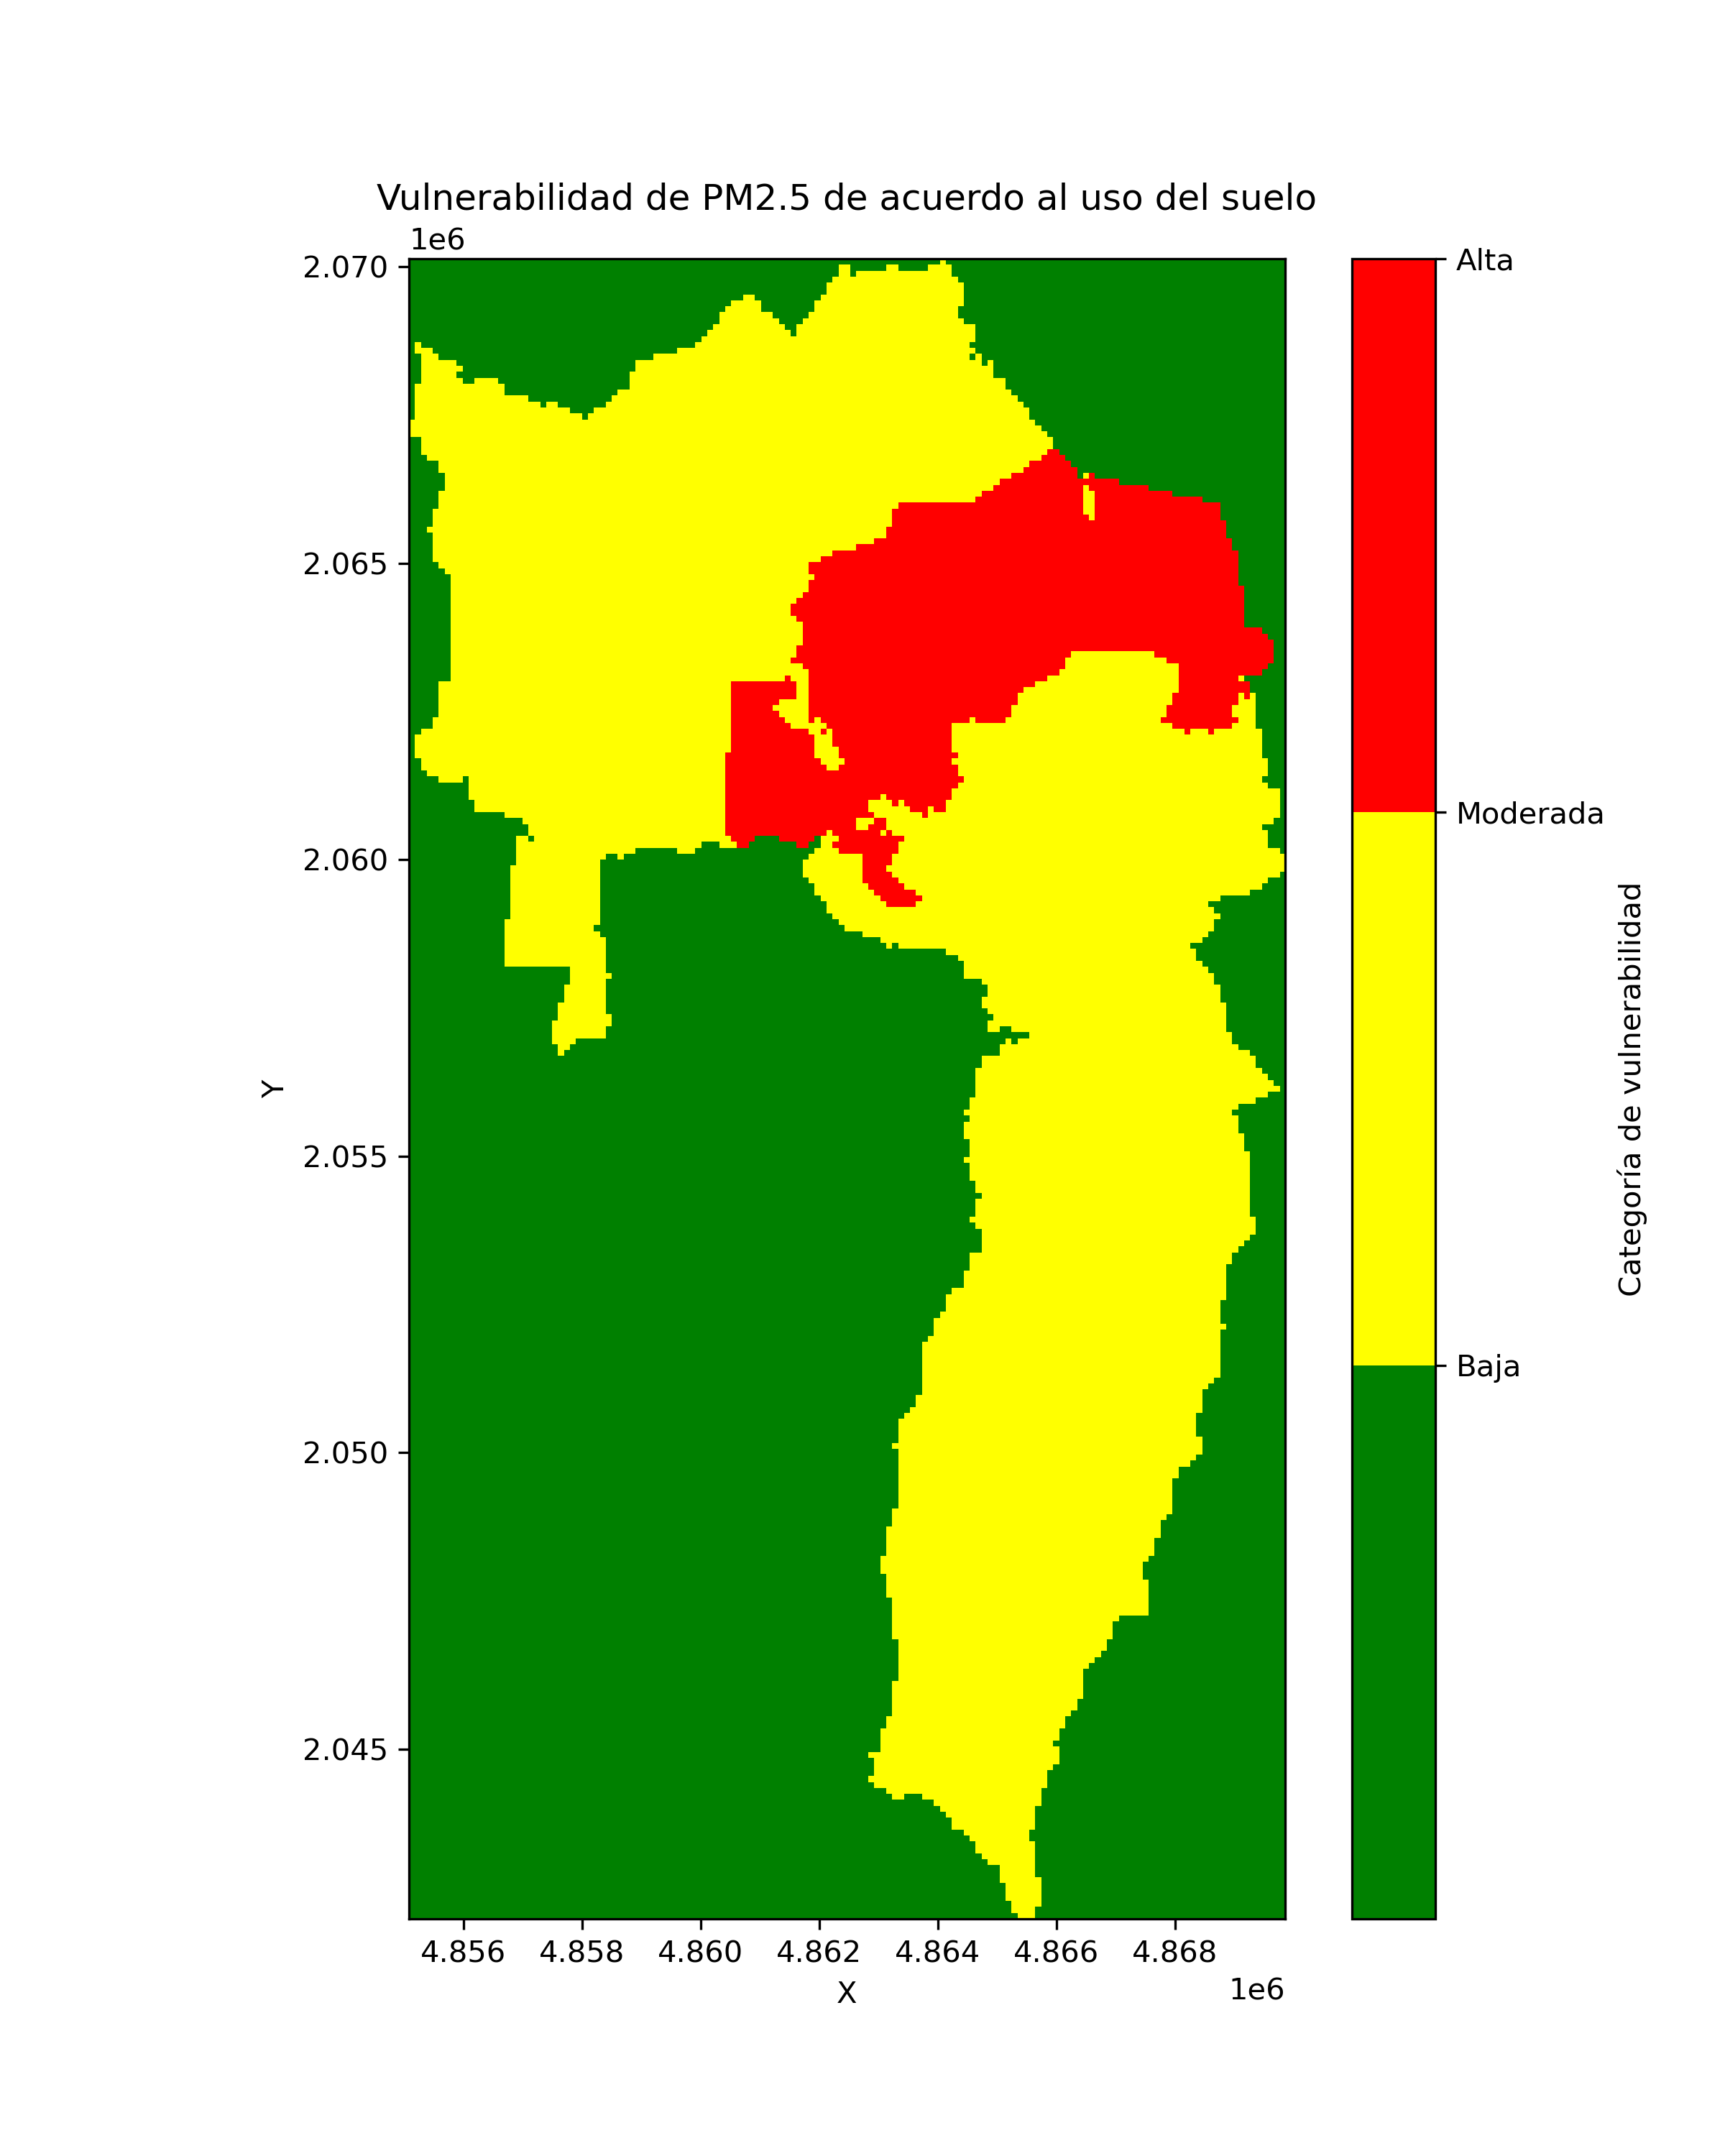 Vulnerabilidad de PM2.5 de acuerdo al uso del suelo
1e6
2.070
2.065
2.060
2.055
2.050
2.045
Y
4.856 4.858 4.860 4.862 4.864 4.866 4.868
X
1e6
Alta
Moderada
Baja
Categoría de vulnerabilidad